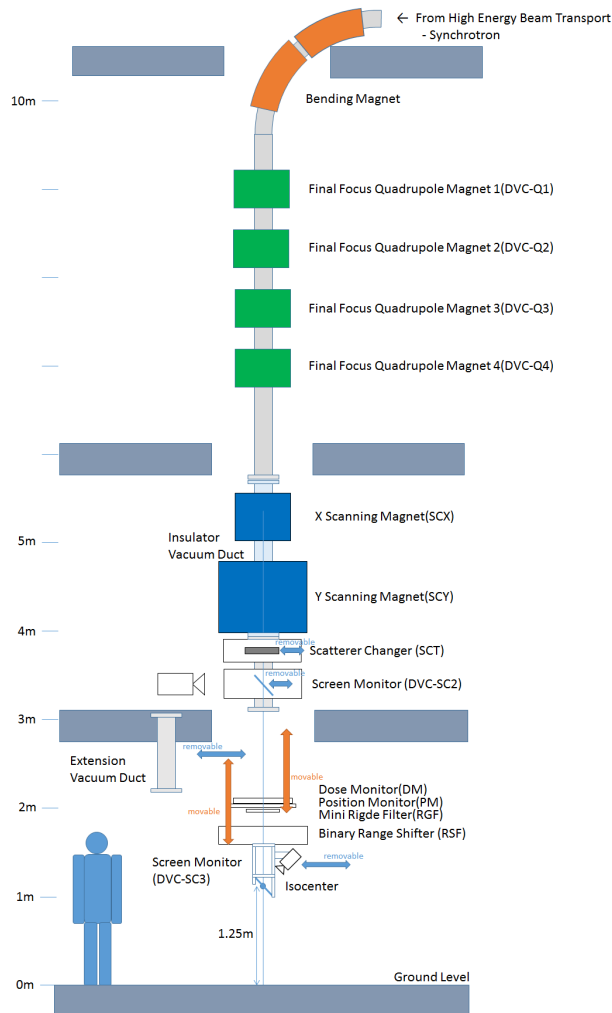 ← From High Energy Beam Transport
- Synchrotron
Bending Magnet
10m
Final Focus Quadrupole Magnet 1(DVC-Q1)
Final Focus Quadrupole Magnet 2(DVC-Q2)
Final Focus Quadrupole Magnet 3(DVC-Q3)
Final Focus Quadrupole Magnet 4(DVC-Q4)
X Scanning Magnet(SCX)
Insulator
Vacuum Duct
5m
Y Scanning Magnet(SCY)
4m
removable
Scatterer Changer (SCT)
removable
Screen Monitor (DVC-SC2)
3m
removable
Extension
Vacuum Duct
movable
Dose Monitor(DM)
2m
movable
Position Monitor(PM)
Mini Rigde Filter(RGF)
Binary Range Shifter (RSF)
removable
Screen Monitor
(DVC-SC3)
Isocenter
1m
1.25m
0m
Ground Level